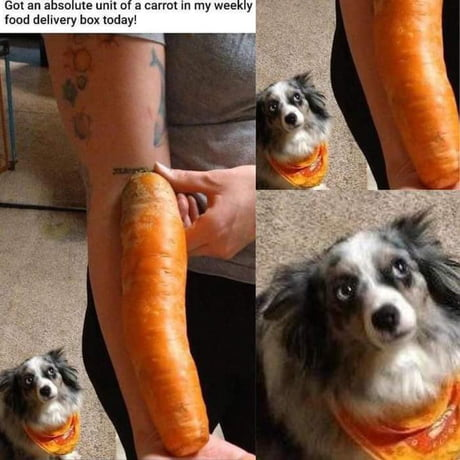 Got an absolute unit of a carrot in my weekly
food delivery box today!